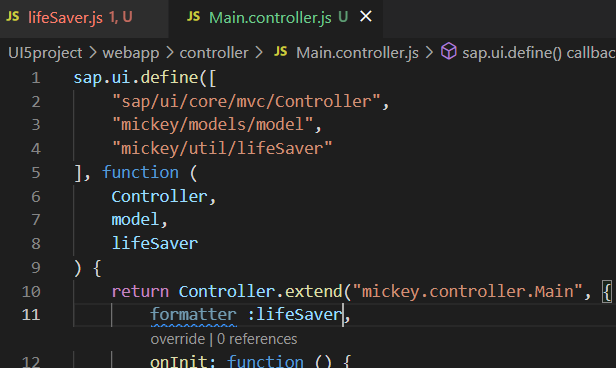 JS lifeSaver.js 1, U JS Main.controller.js U ×
UI5project > webapp > controller > JS Main.controller.js > sap.ui.define() callba
1 sap.ui.define([
2 "sap/ui/core/mvc/Controller",
3 "mickey/models/model",
4 "mickey/util/lifeSaver"
5 ], function (
6 Controller,
7 model,
8 lifeSaver
9 ) {
10 return Controller.extend("mickey.controller.Main", {
11 formatter :lifeSaver,
override | 0 references
12 onInit: function () {